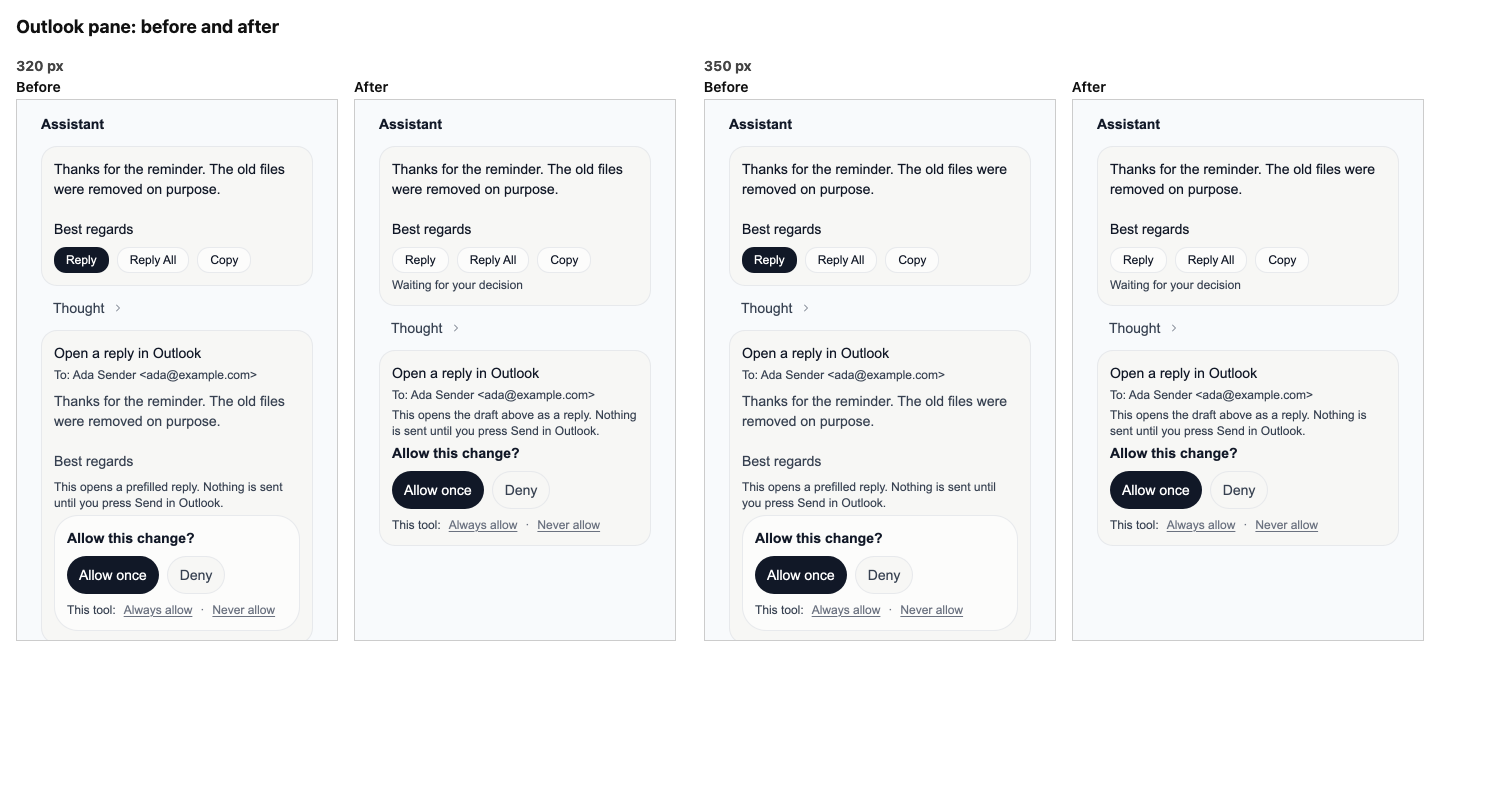 Outlook pane: before and after
320 px
Before
Assistant
Thanks for the reminder. The old files
were removed on purpose.
Best regards
Reply Reply All Copy
Thought
Open a reply in Outlook
To: Ada Sender <ada@example.com>
Thanks for the reminder. The old files were
removed on purpose.
Best regards
This opens a prefilled reply. Nothing is sent
until you press Send in Outlook.
Allow this change?
Allow once Deny
This tool: Always allow · Never allow
After
Assistant
Thanks for the reminder. The old files
were removed on purpose.
Best regards
Reply Reply All Copy
Waiting for your decision
Thought
Open a reply in Outlook
To: Ada Sender <ada@example.com>
This opens the draft above as a reply. Nothing
is sent until you press Send in Outlook.
Allow this change?
Allow once Deny
This tool: Always allow · Never allow
350 px
Before
Assistant
Thanks for the reminder. The old files were
removed on purpose.
Best regards
Reply Reply All Copy
Thought
Open a reply in Outlook
To: Ada Sender <ada@example.com>
Thanks for the reminder. The old files were
removed on purpose.
Best regards
This opens a prefilled reply. Nothing is sent until
you press Send in Outlook.
Allow this change?
Allow once Deny
This tool: Always allow · Never allow
After
Assistant
Thanks for the reminder. The old files were
removed on purpose.
Best regards
Reply Reply All Copy
Waiting for your decision
Thought
Open a reply in Outlook
To: Ada Sender <ada@example.com>
This opens the draft above as a reply. Nothing is
sent until you press Send in Outlook.
Allow this change?
Allow once Deny
This tool: Always allow · Never allow